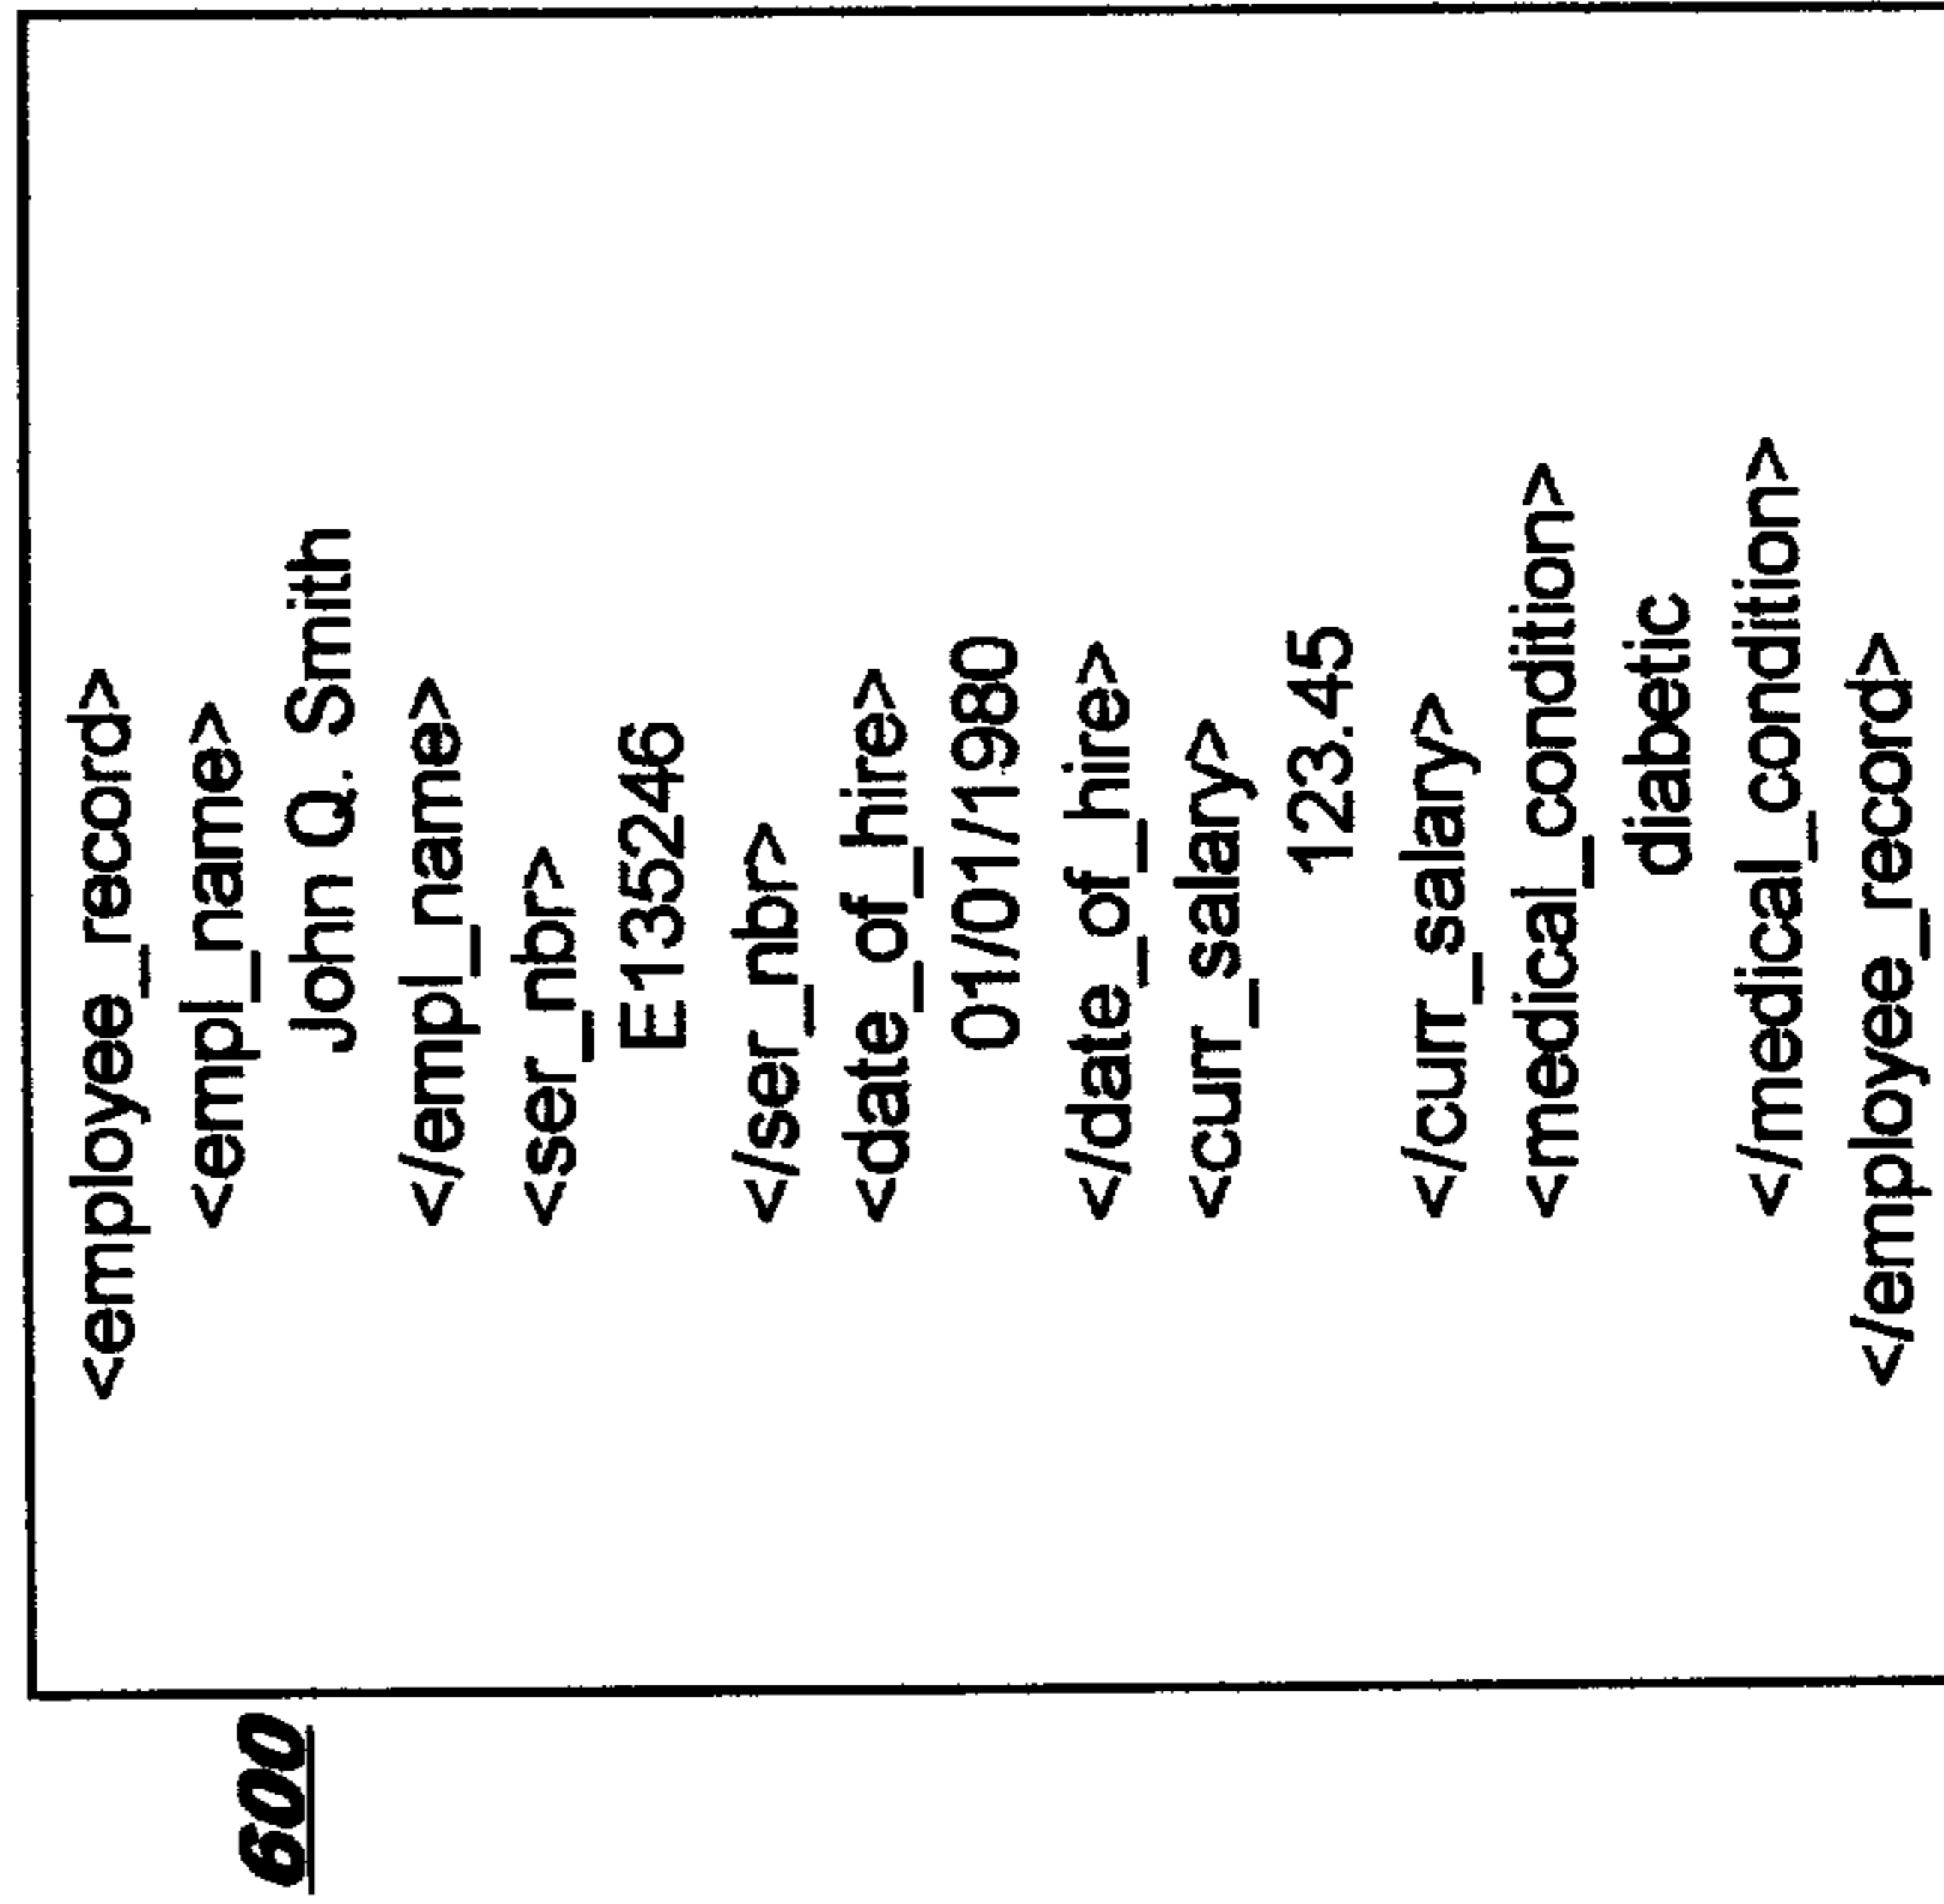 600
<employee_record>
<empl_name>
John Q. Smith
</empl_name>
<ser_nbr>
E135246
</ser_nbr>
<date_of_hire>
01/01/1980
</date_of_hire>
<curr_salary>
123.45
</curr_salary>
<medical_condition>
diabetic
</medical_condition>
</employee_record>